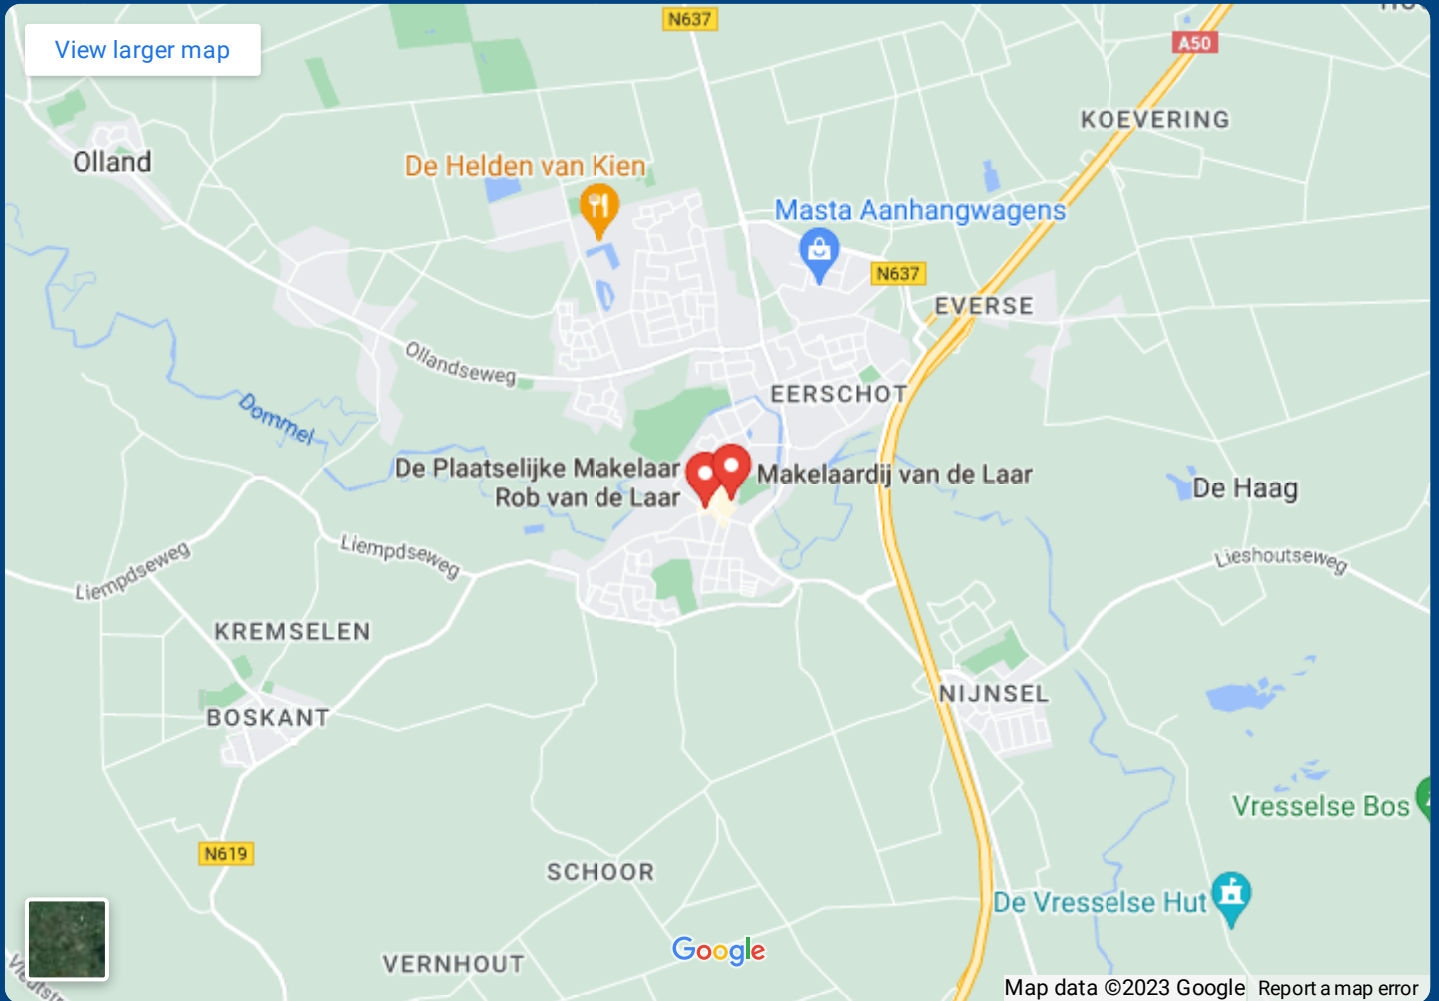 N637
View larger map
A50
KOEVERING
Olland
De Helden van Kien
Masta Aanhangwagens
N637
EVERSE
Ollandseweg
EERSCHOT
Dommel
De Plaatselijke Makelaar
Rob van de Laar
Makelaardij van de Laar
De Haag
Liempdseweg
Liempdseweg
Lieshoutseweg
KREMSELEN
NIJNSEL
BOSKANT
Vresselse Bos
N619
SCHOOR
De Vresselse Hut
Google
VERNHOUT
Map data ©2023 Google
Report a map error